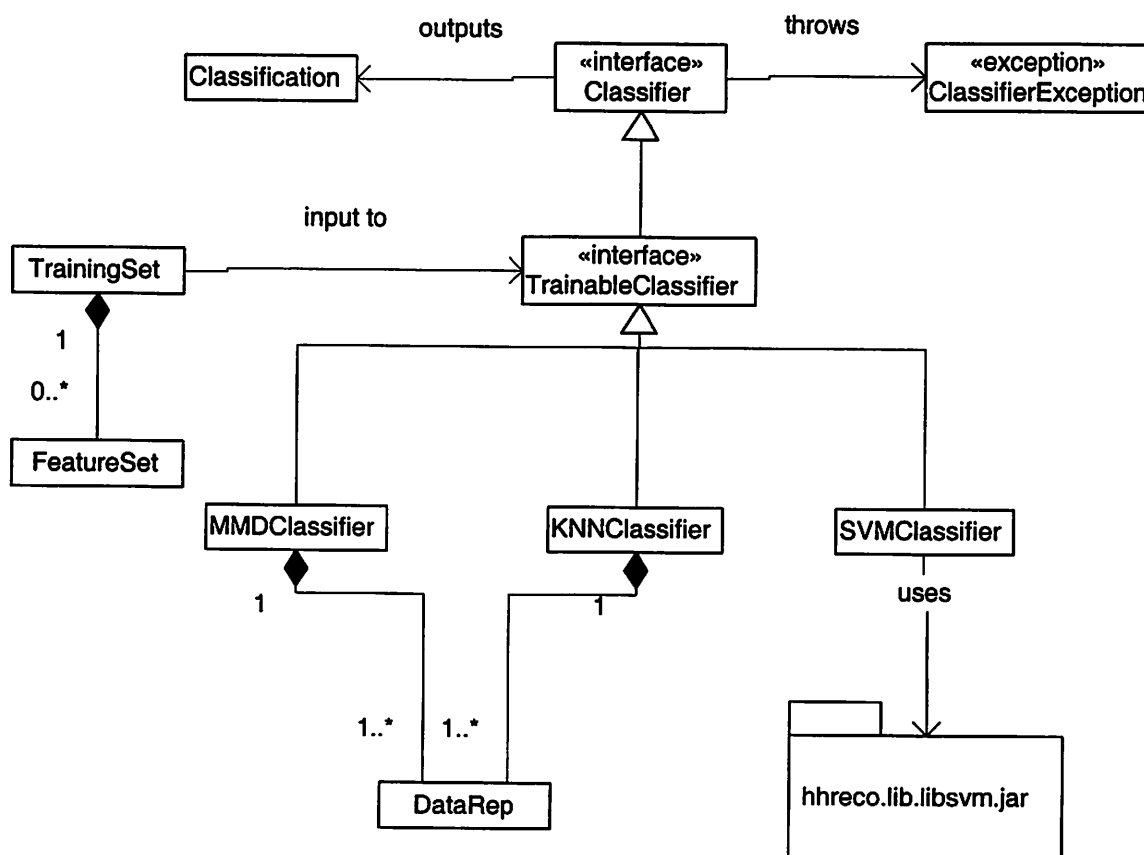 outputs
throws
Classification
«interface»
Classifier
«exception»
ClassifierException
input to
TrainingSet
«interface»
TrainableClassifier
1
0..*
FeatureSet
MMDClassifier
KNNClassifier
SVMClassifier
1
1
uses
1..*
1..*
DataRep
hhreco.lib.libsvm.jar